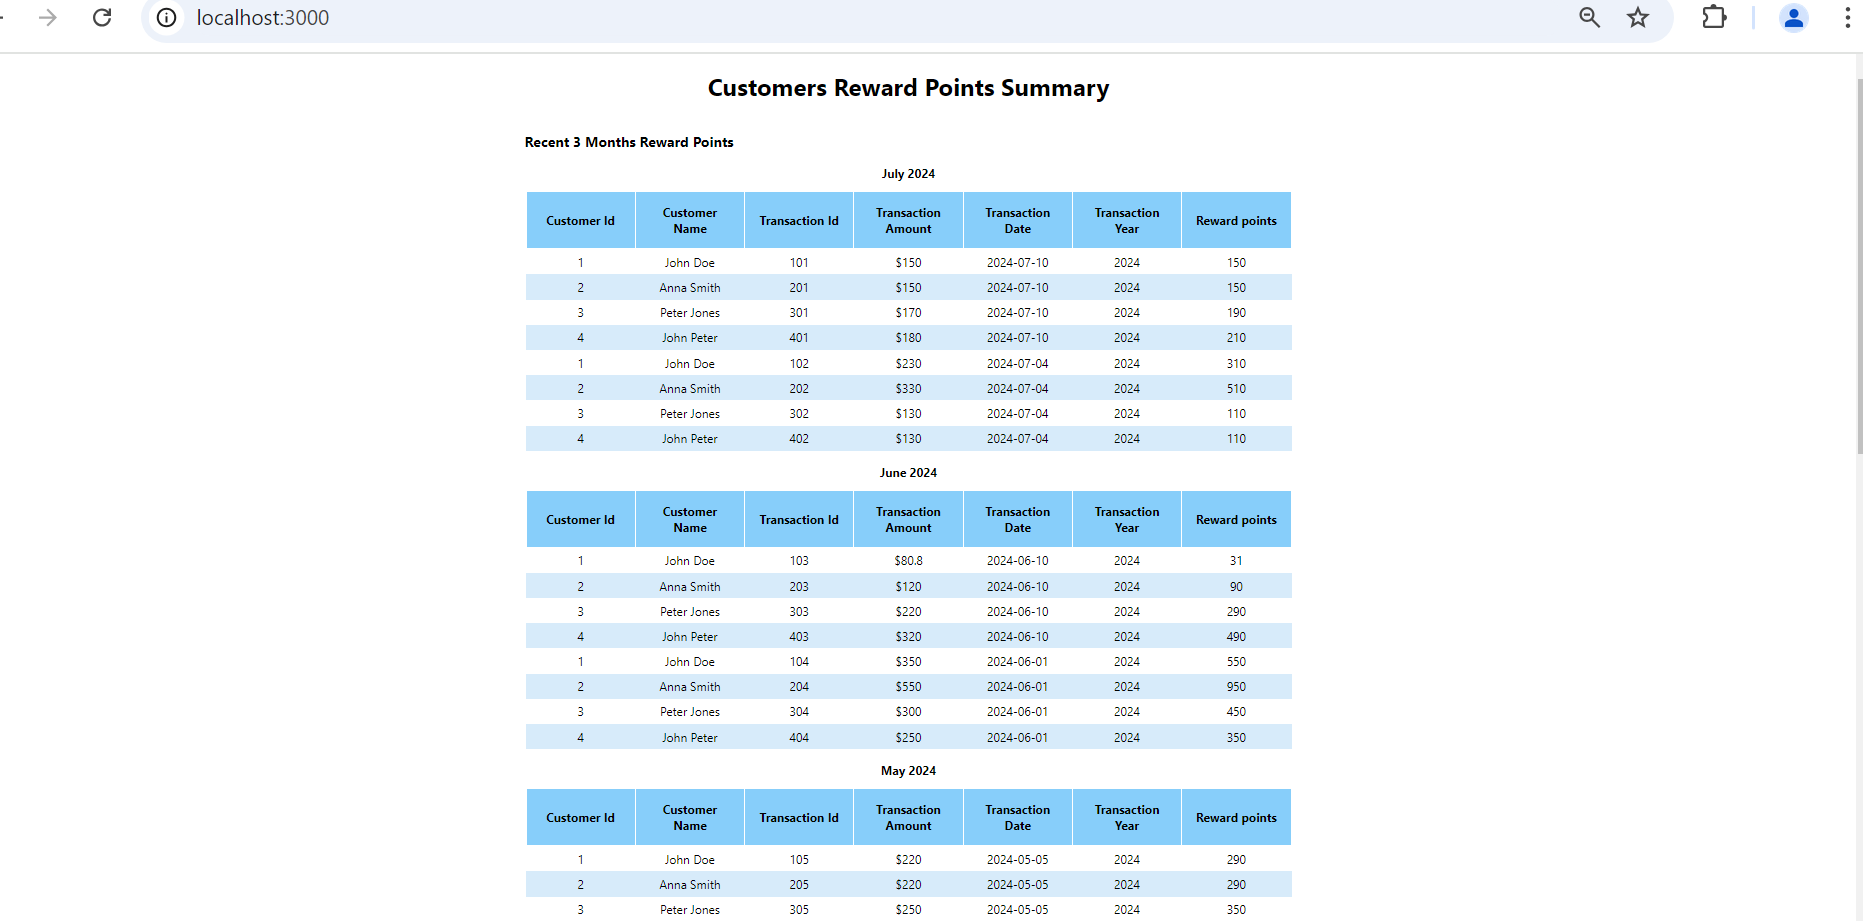 localhost:3000
Customers Reward Points Summary
Recent 3 Months Reward Points
July 2024
Customer Id Customer Name Transaction Id Transaction Amount Transaction Date Transaction Year Reward points
1 John Doe 101 $150 2024-07-10 2024 150
2 Anna Smith 201 $150 2024-07-10 2024 150
3 Peter Jones 301 $170 2024-07-10 2024 190
4 John Peter 401 $180 2024-07-10 2024 210
1 John Doe 102 $230 2024-07-04 2024 310
2 Anna Smith 202 $330 2024-07-04 2024 510
3 Peter Jones 302 $130 2024-07-04 2024 110
4 John Peter 402 $130 2024-07-04 2024 110
June 2024
Customer Id Customer Name Transaction Id Transaction Amount Transaction Date Transaction Year Reward points
1 John Doe 103 $80.8 2024-06-10 2024 31
2 Anna Smith 203 $120 2024-06-10 2024 90
3 Peter Jones 303 $220 2024-06-10 2024 290
4 John Peter 403 $320 2024-06-10 2024 490
1 John Doe 104 $350 2024-06-01 2024 550
2 Anna Smith 204 $550 2024-06-01 2024 950
3 Peter Jones 304 $300 2024-06-01 2024 450
4 John Peter 404 $250 2024-06-01 2024 350
May 2024
Customer Id Customer Name Transaction Id Transaction Amount Transaction Date Transaction Year Reward points
1 John Doe 105 $220 2024-05-05 2024 290
2 Anna Smith 205 $220 2024-05-05 2024 290
3 Peter Jones 305 $250 2024-05-05 2024 350